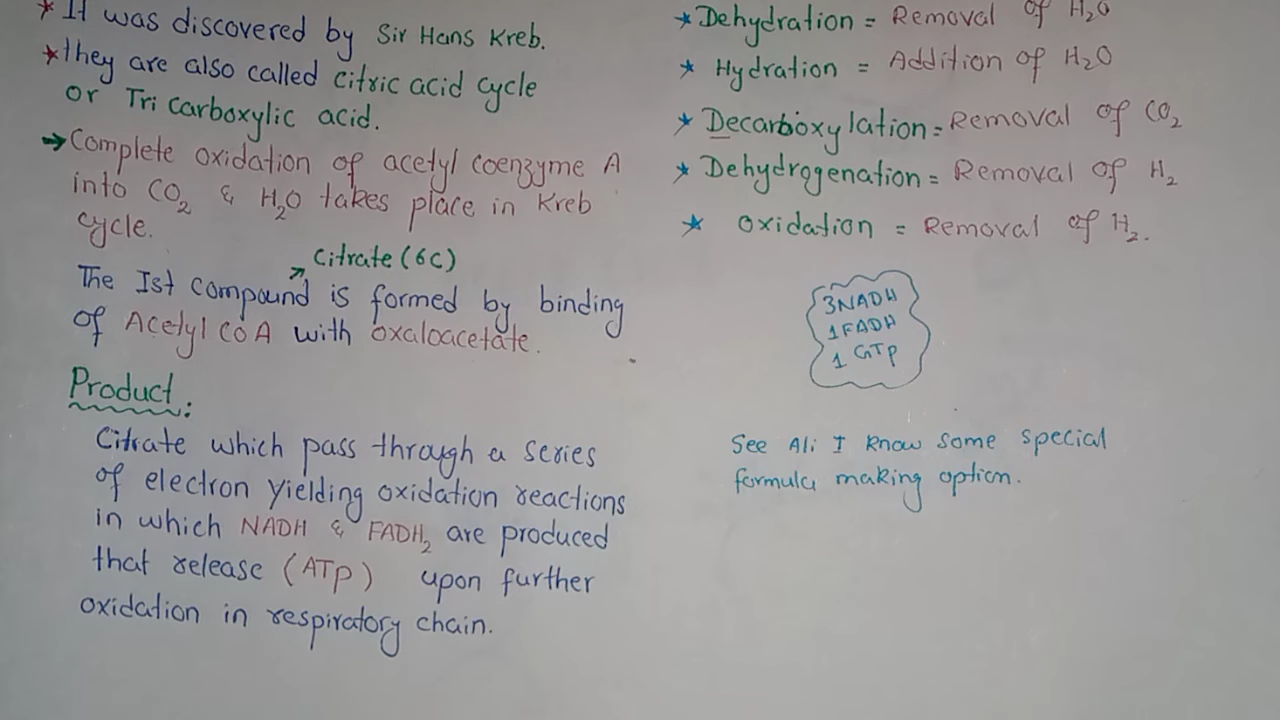 * It was discovered by Sir Hans Kreb.
* they are also called citric acid cycle
or Tri carboxylic acid.
→ Complete oxidation of acetyl coenzyme A
into CO₂ & H₂O takes place in Kreb
cycle.
Citrate (6C)
The Ist compound is formed by binding
of Acetyl CoA with oxaloacetate.
Product:
Citrate which pass through a series
of electron yielding oxidation reactions
in which NADH & FADH₂ are produced
that release (ATP) upon further
oxidation in respiratory chain.
* Dehydration = Removal of H₂O
* Hydration = Addition of H₂O
* Decarboxylation = Removal of CO₂
* Dehydrogenation = Removal of H₂
* Oxidation = Removal of H₂.
3NADH
1FADH
1 GTP
See Ali I know some special
formula making option.